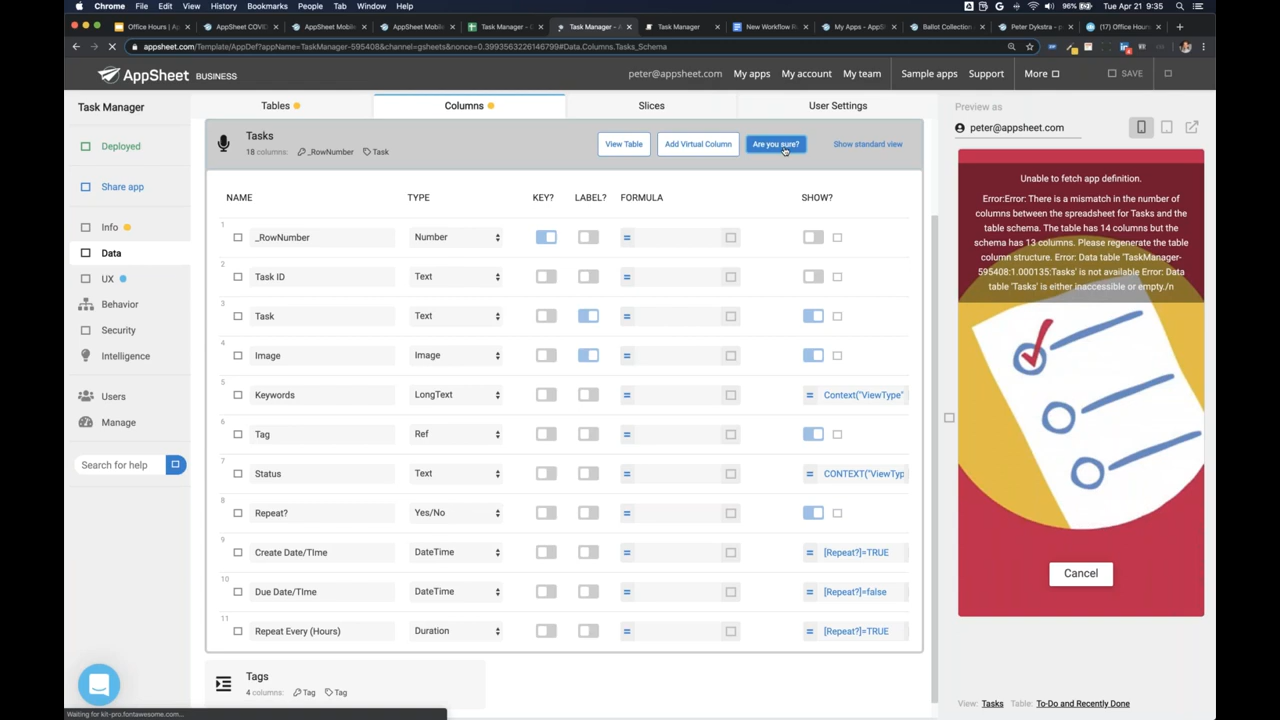 Chrome File Edit View History Bookmarks People Tab Window Help 96% Tue Apr 21 9:35
Office Hours AppSheet COVID AppSheet Mobile AppSheet Mobile Task Manager - Task Manager - A Task Manager New Workflow R My Apps - AppS Ballot Collection Peter Dykstra - (17) Office Hour
appsheet.com/Template/AppDef?appName=TaskManager-595408&channel=gsheets&nonce=0.3993563226146799#Data.Columns.Tasks_Schema
AppSheet BUSINESS peter@appsheet.com My apps My account My team Sample apps Support More SAVE
Task Manager Tables Columns Slices User Settings Preview as
peter@appsheet.com
Deployed
Share app
Info
Data
UX
Behavior
Security
Intelligence
Users
Manage
Search for help
Tasks
18 columns: _RowNumber Task
View Table Add Virtual Column Are you sure? Show standard view
NAME TYPE KEY? LABEL? FORMULA SHOW?
1 _RowNumber Number =
2 Task ID Text =
3 Task Text =
4 Image Image =
5 Keywords LongText = = Context("ViewType"
6 Tag Ref =
7 Status Text = = CONTEXT("ViewTyp
8 Repeat? Yes/No =
9 Create Date/TIme DateTime = = [Repeat?]=TRUE
10 Due Date/TIme DateTime = = [Repeat?]=false
11 Repeat Every (Hours) Duration = = [Repeat?]=TRUE
Tags
4 columns: Tag Tag
Unable to fetch app definition.
Error:Error: There is a mismatch in the number of
columns between the spreadsheet for Tasks and the
table schema. The table has 14 columns but the
schema has 13 columns. Please regenerate the table
column structure. Error: Data table 'TaskManager-
595408:1.000135:Tasks' is not available Error: Data
table 'Tasks' is either inaccessible or empty./n
Cancel
View: Tasks Table: To-Do and Recently Done
Waiting for kit-pro.fontawesome.com...